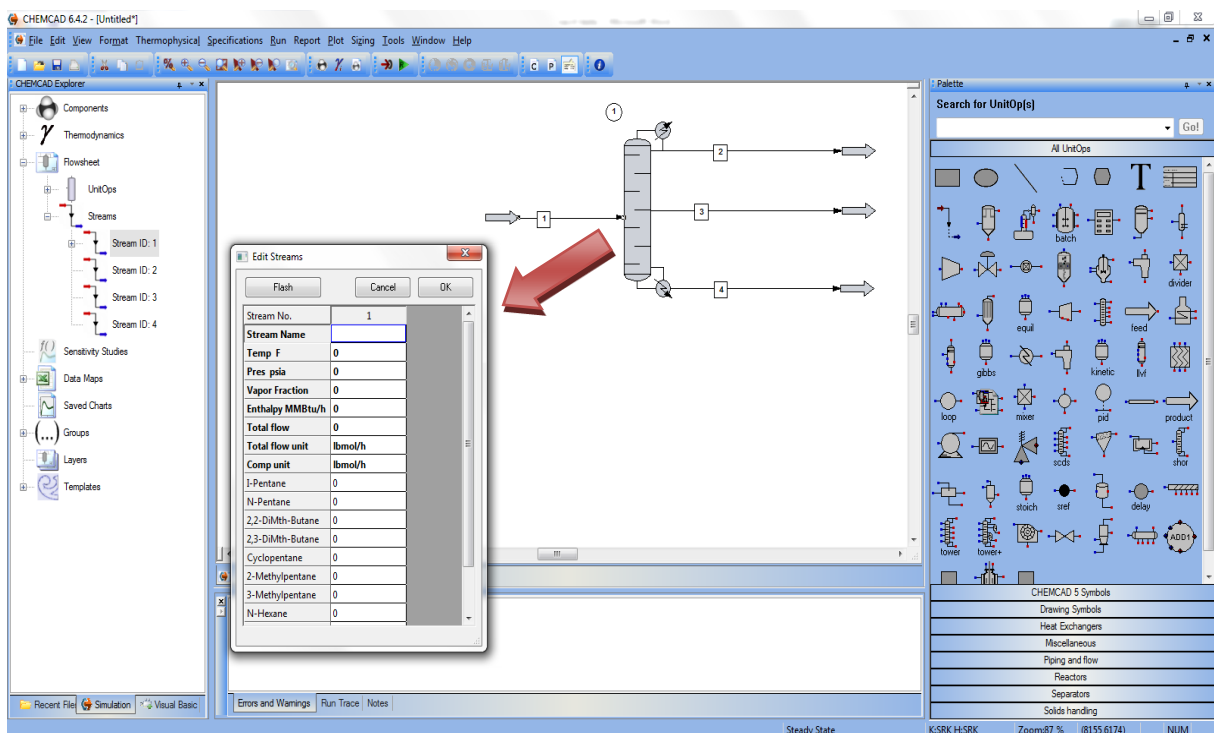 CHEMCAD 6.4.2 - [Untitled*]
File Edit View Format Thermophysical Specifications Run Report Plot Sizing Tools Window Help
C P
CHEMCAD Explorer
Components
Thermodynamics
Flowsheet
UnitOps
Streams
Stream ID: 1
Stream ID: 2
Stream ID: 3
Stream ID: 4
f()
Sensitivity Studies
Data Maps
Saved Charts
(...)
Groups
Layers
Templates
Recent File Simulation Visual Basic
1
2
1
3
4
Edit Streams
Flash Cancel OK
Stream No. 1
Stream Name
Temp F 0
Pres psia 0
Vapor Fraction 0
Enthalpy MMBtu/h 0
Total flow 0
Total flow unit lbmol/h
Comp unit lbmol/h
I-Pentane 0
N-Pentane 0
2,2-DiMth-Butane 0
2,3-DiMth-Butane 0
Cyclopentane 0
2-Methylpentane 0
3-Methylpentane 0
N-Hexane 0
Errors and Warnings Run Trace Notes
Palette
Search for UnitOp(s)
Go!
All UnitOps
T
batch
divider
equil feed
gibbs kinetic llvf
loop mixer pid product
scds shor
stoich sref delay
tower tower+ ADD1
CHEMCAD 5 Symbols
Drawing Symbols
Heat Exchangers
Miscellaneous
Piping and flow
Reactors
Separators
Solids handling
Steady State K:SRK H:SRK Zoom:87 % (8155,6174) NUM